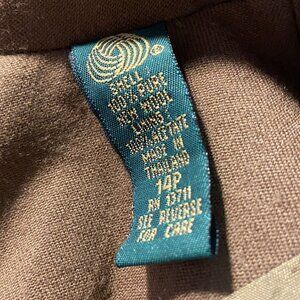 ®
SHELL
100% PURE
NEW WOOL
LINING
100% ACETATE
MADE IN
THAILAND
14P
RN 13711
SEE REVERSE
FOR CARE